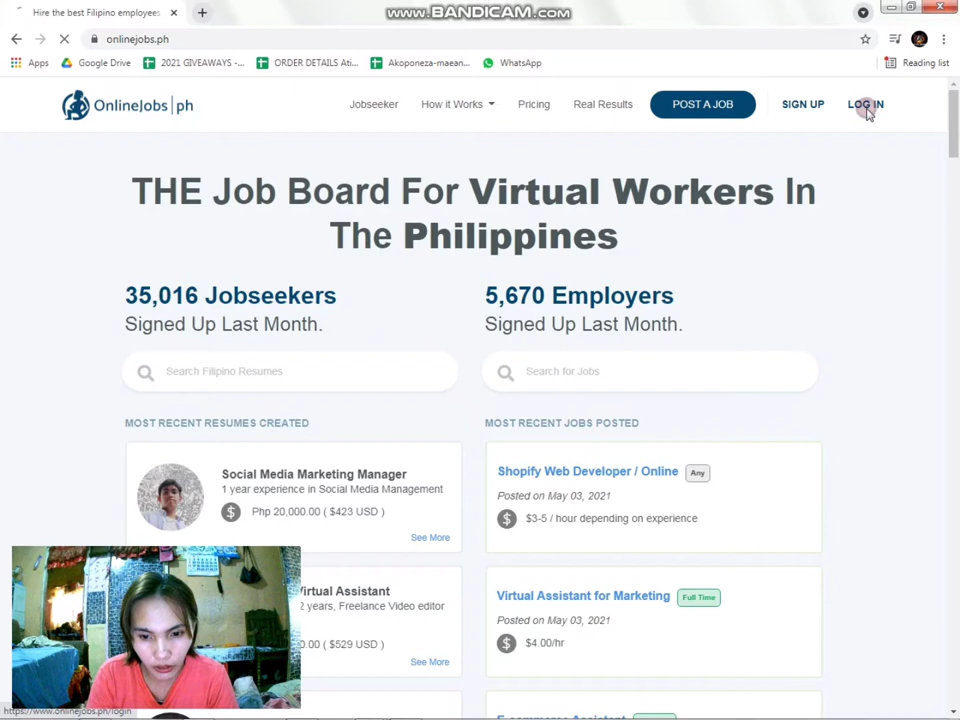 Hire the best Filipino employees
www.BANDICAM.com
onlinejobs.ph
Apps
Google Drive
2021 GIVEAWAYS -...
ORDER DETAILS Ati...
Akoponeza-maean...
WhatsApp
Reading list
OnlineJobs ph
Jobseeker
How it Works
Pricing
Real Results
POST A JOB
SIGN UP
LOG IN
THE Job Board For Virtual Workers In
The Philippines
35,016 Jobseekers
Signed Up Last Month.
5,670 Employers
Signed Up Last Month.
Search Filipino Resumes
Search for Jobs
MOST RECENT RESUMES CREATED
MOST RECENT JOBS POSTED
Social Media Marketing Manager
1 year experience in Social Media Management
Php 20,000.00 ( $423 USD )
See More
Shopify Web Developer / Online Any
Posted on May 03, 2021
$3-5 / hour depending on experience
Virtual Assistant
2 years, Freelance Video editor
0.00 ( $529 USD )
See More
Virtual Assistant for Marketing Full Time
Posted on May 03, 2021
$4.00/hr
E-commerce Assistant
https://www.onlinejobs.ph/login